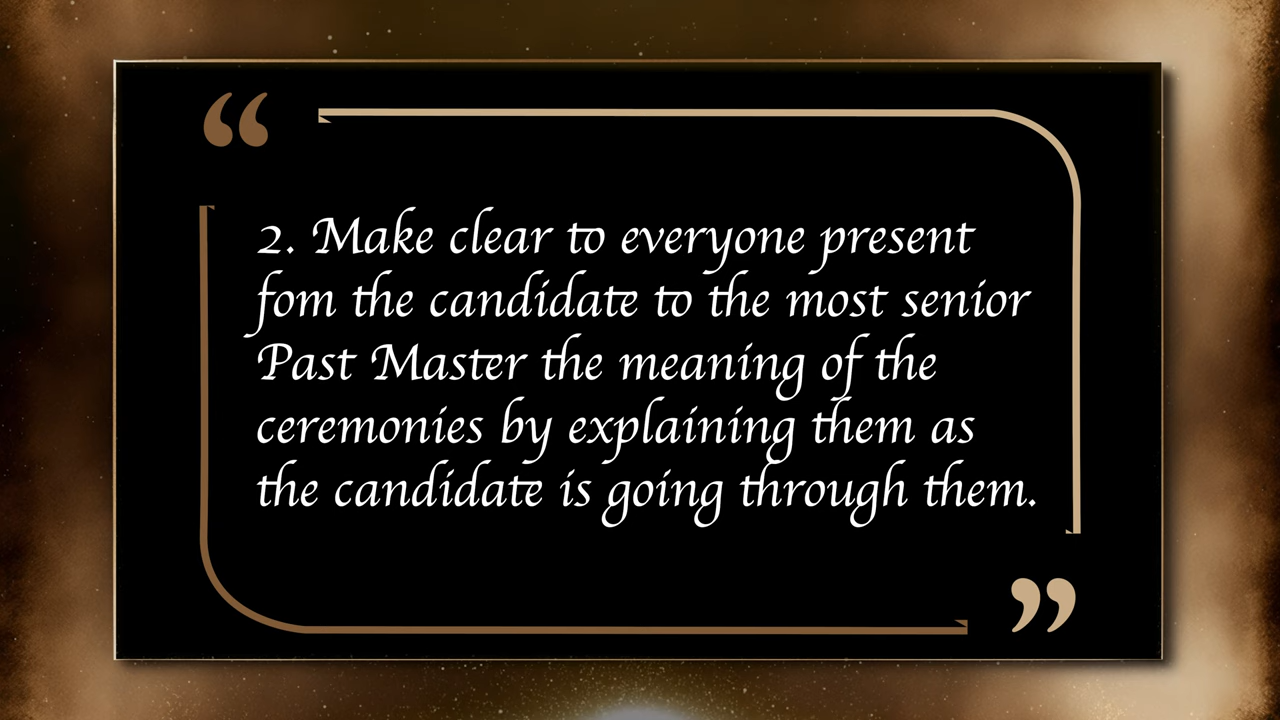 2. Make clear to everyone present
fom the candidate to the most senior
Past Master the meaning of the
ceremonies by explaining them as
the candidate is going through them.